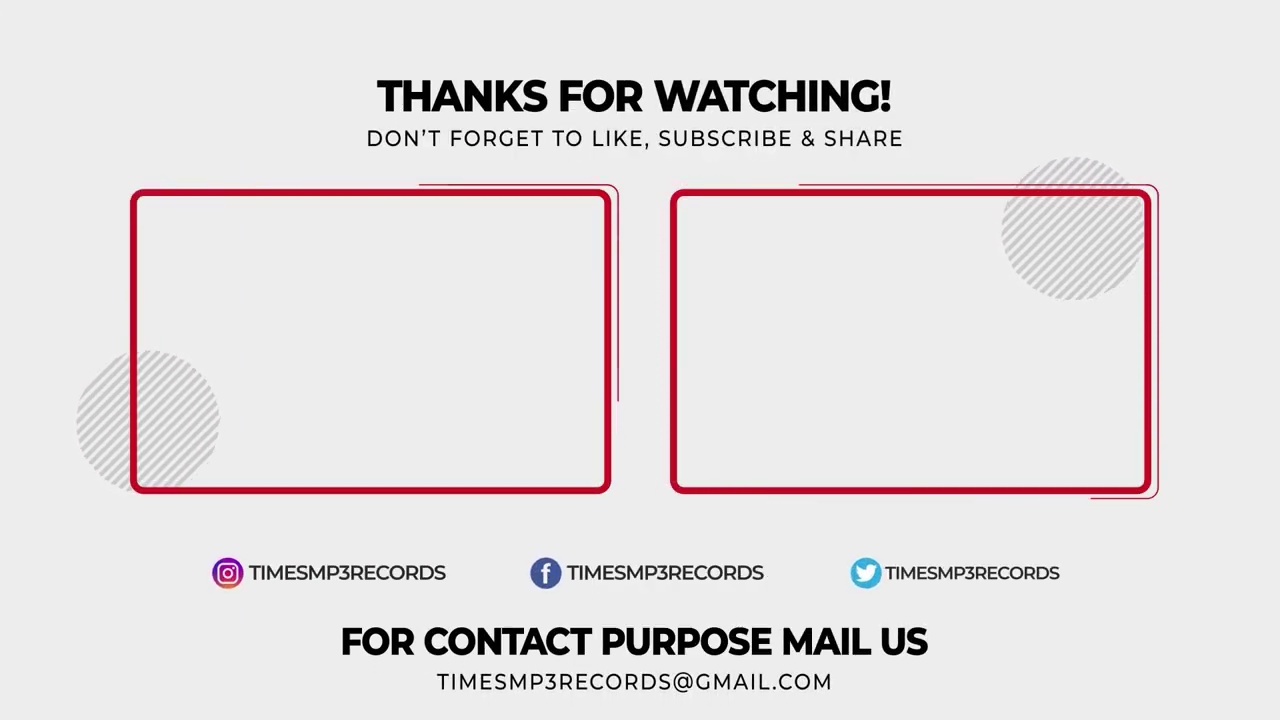 THANKS FOR WATCHING!
DON'T FORGET TO LIKE, SUBSCRIBE & SHARE
TIMESMP3RECORDS TIMESMP3RECORDS TIMESMP3RECORDS
FOR CONTACT PURPOSE MAIL US
TIMESMP3RECORDS@GMAIL.COM